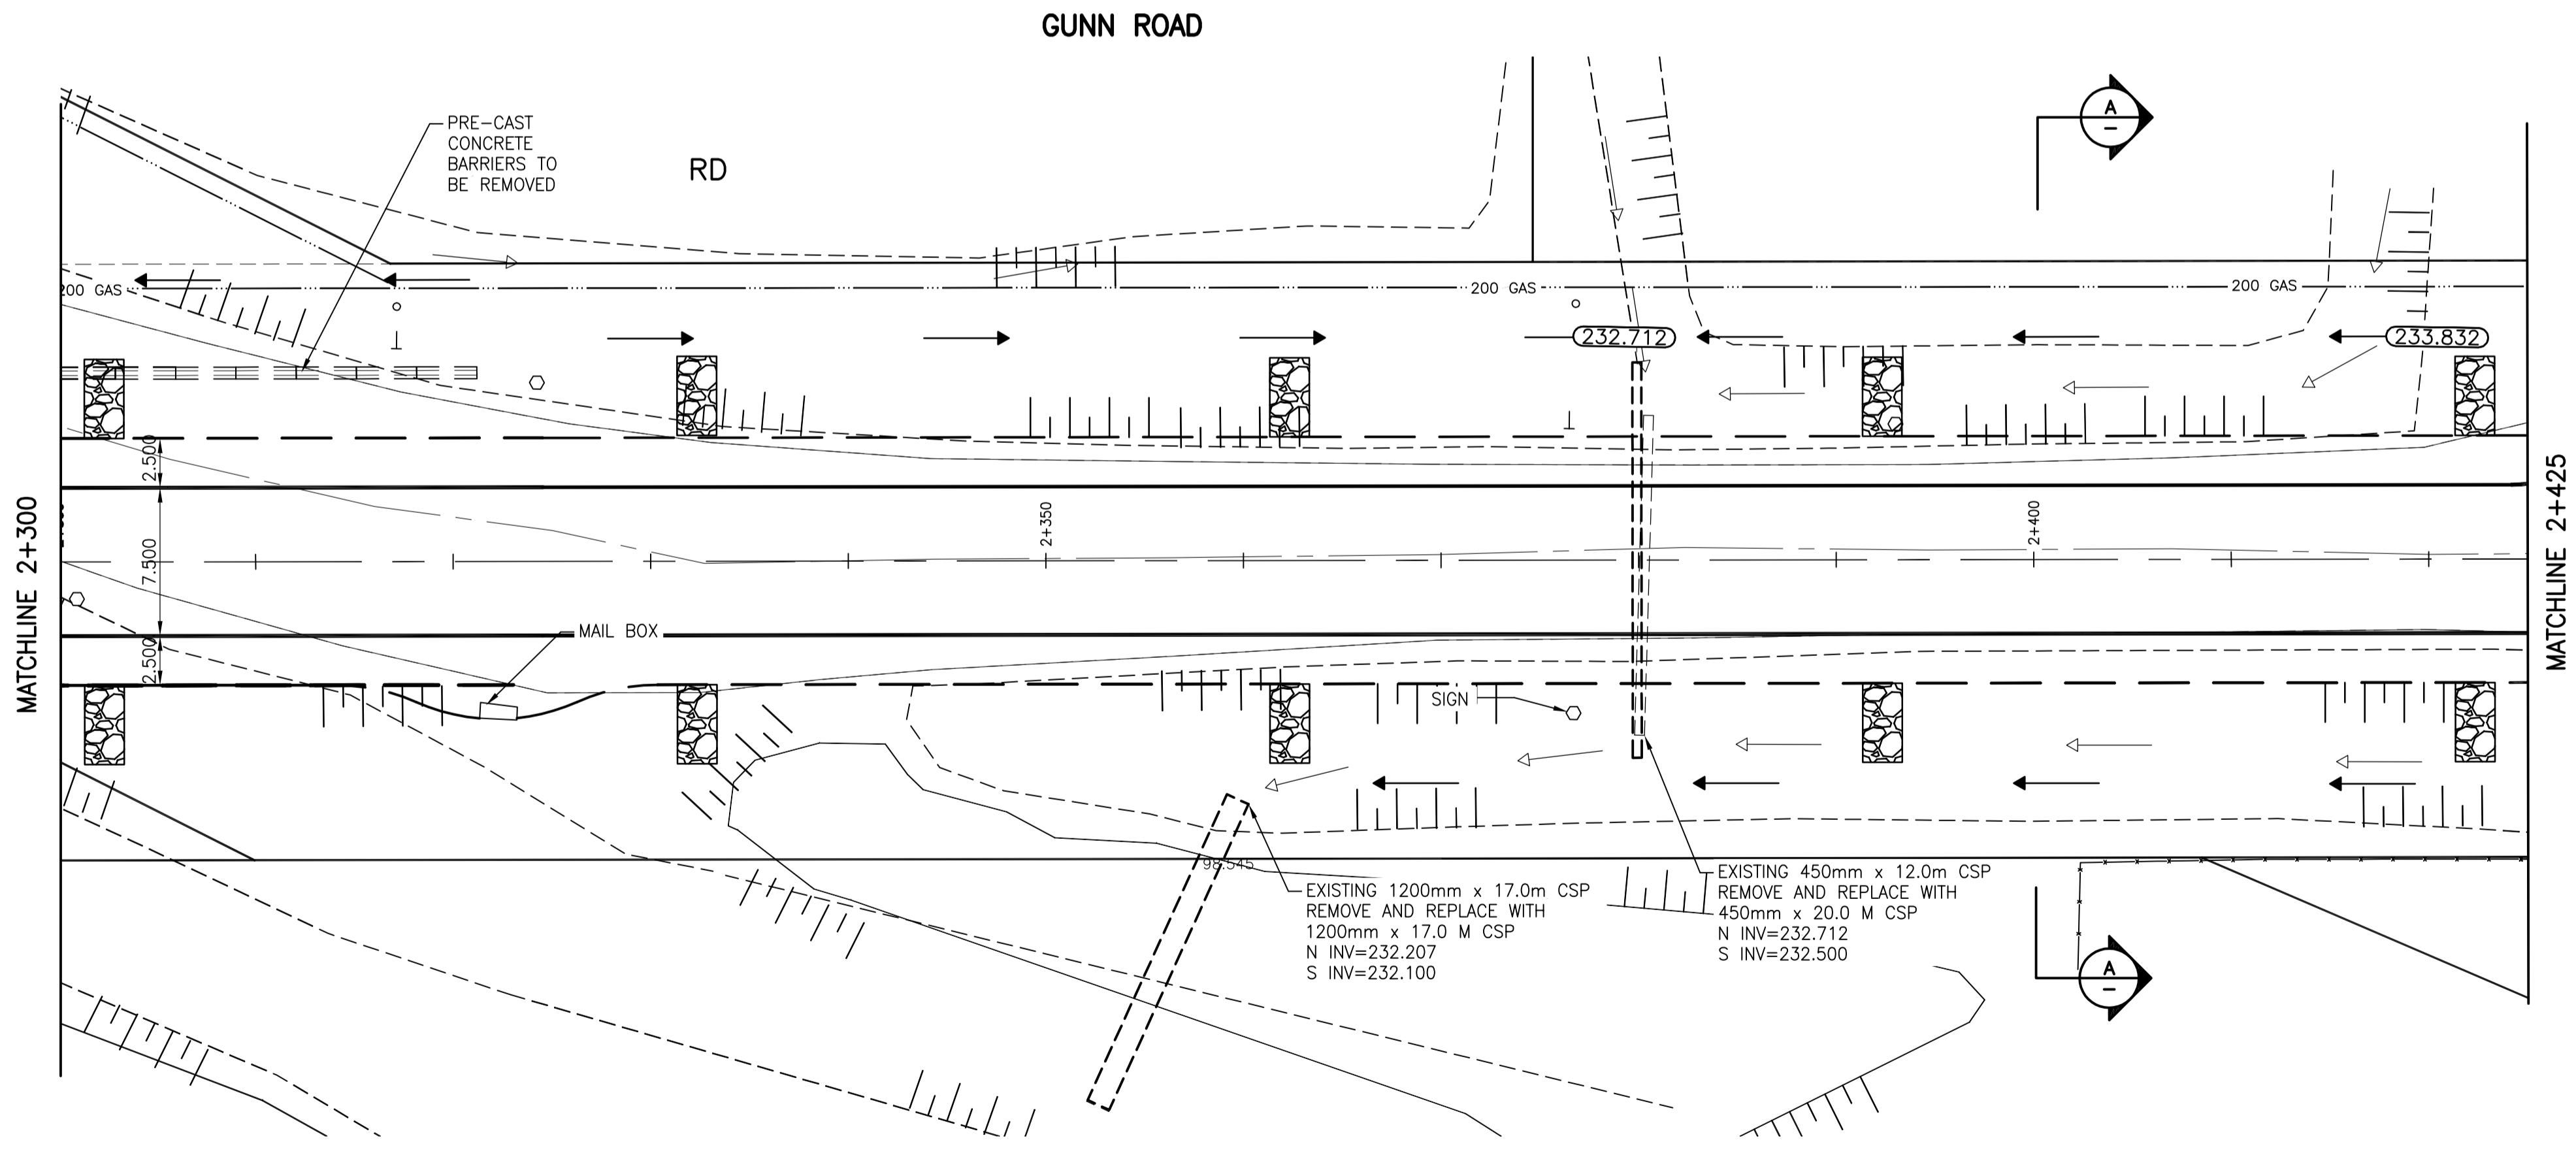 GUNN ROAD
A
PRE-CAST
CONCRETE
BARRIERS TO
BE REMOVED
RD
200 GAS
200 GAS
200 GAS
232.712
233.832
2.500
7.500
2.500
2+350
2+400
MATCHLINE 2+300
MATCHLINE 2+425
MAIL BOX
SIGN
98.545
EXISTING 1200mm x 17.0m CSP
REMOVE AND REPLACE WITH
1200mm x 17.0 M CSP
N INV=232.207
S INV=232.100
EXISTING 450mm x 12.0m CSP
REMOVE AND REPLACE WITH
450mm x 20.0 M CSP
N INV=232.712
S INV=232.500
A